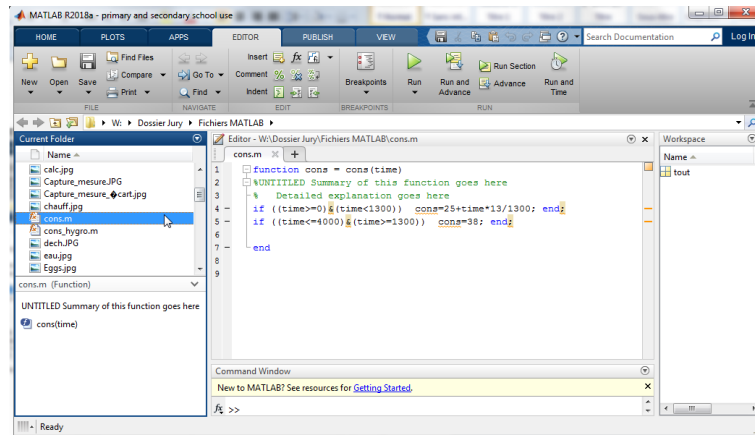 MATLAB R2018a - primary and secondary school use
HOME PLOTS APPS EDITOR PUBLISH VIEW Search Documentation Log In
New Open Save Find Files Compare Print Go To Find Insert fx Comment Indent Breakpoints Run Run and Advance Run Section Advance Run and Time
FILE NAVIGATE EDIT BREAKPOINTS RUN
W: ▸ Dossier Jury ▸ Fichiers MATLAB ▸
Current Folder
Name
calc.jpg
Capture_mesure.JPG
Capture_mesure_�cart.jpg
chauff.jpg
cons.m
cons_hygro.m
dech.JPG
eau.jpg
Eggs.jpg
cons.m (Function)
UNTITLED Summary of this function goes here
cons(time)
Editor - W:\Dossier Jury\Fichiers MATLAB\cons.m
cons.m × +
1 function cons = cons(time)
2 %UNTITLED Summary of this function goes here
3 % Detailed explanation goes here
4 – if ((time>=0)&(time<1300)) cons=25+time*13/1300; end;
5 – if ((time<=4000)&(time>=1300)) cons=38; end;
6
7 – end
8
9
Command Window
New to MATLAB? See resources for Getting Started.
fx >>
Workspace
Name
tout
Ready